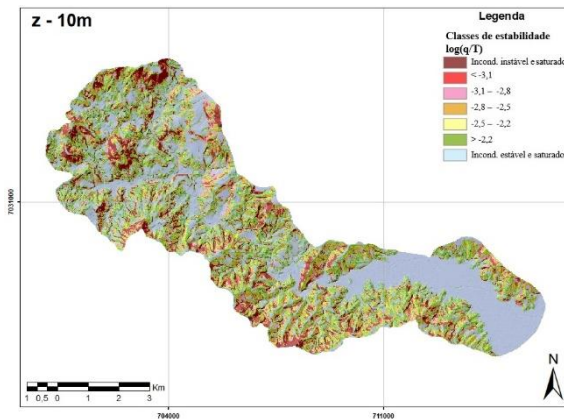 z - 10m
Legenda
Classes de estabilidade
log(q/T)
Incond. instável e saturado
< -3,1
-3,1 – -2,8
-2,8 – -2,5
-2,5 – -2,2
> -2,2
Incond. estável e saturado
7031000
N
Km
1 0,5 0 1 2 3
704000
711000